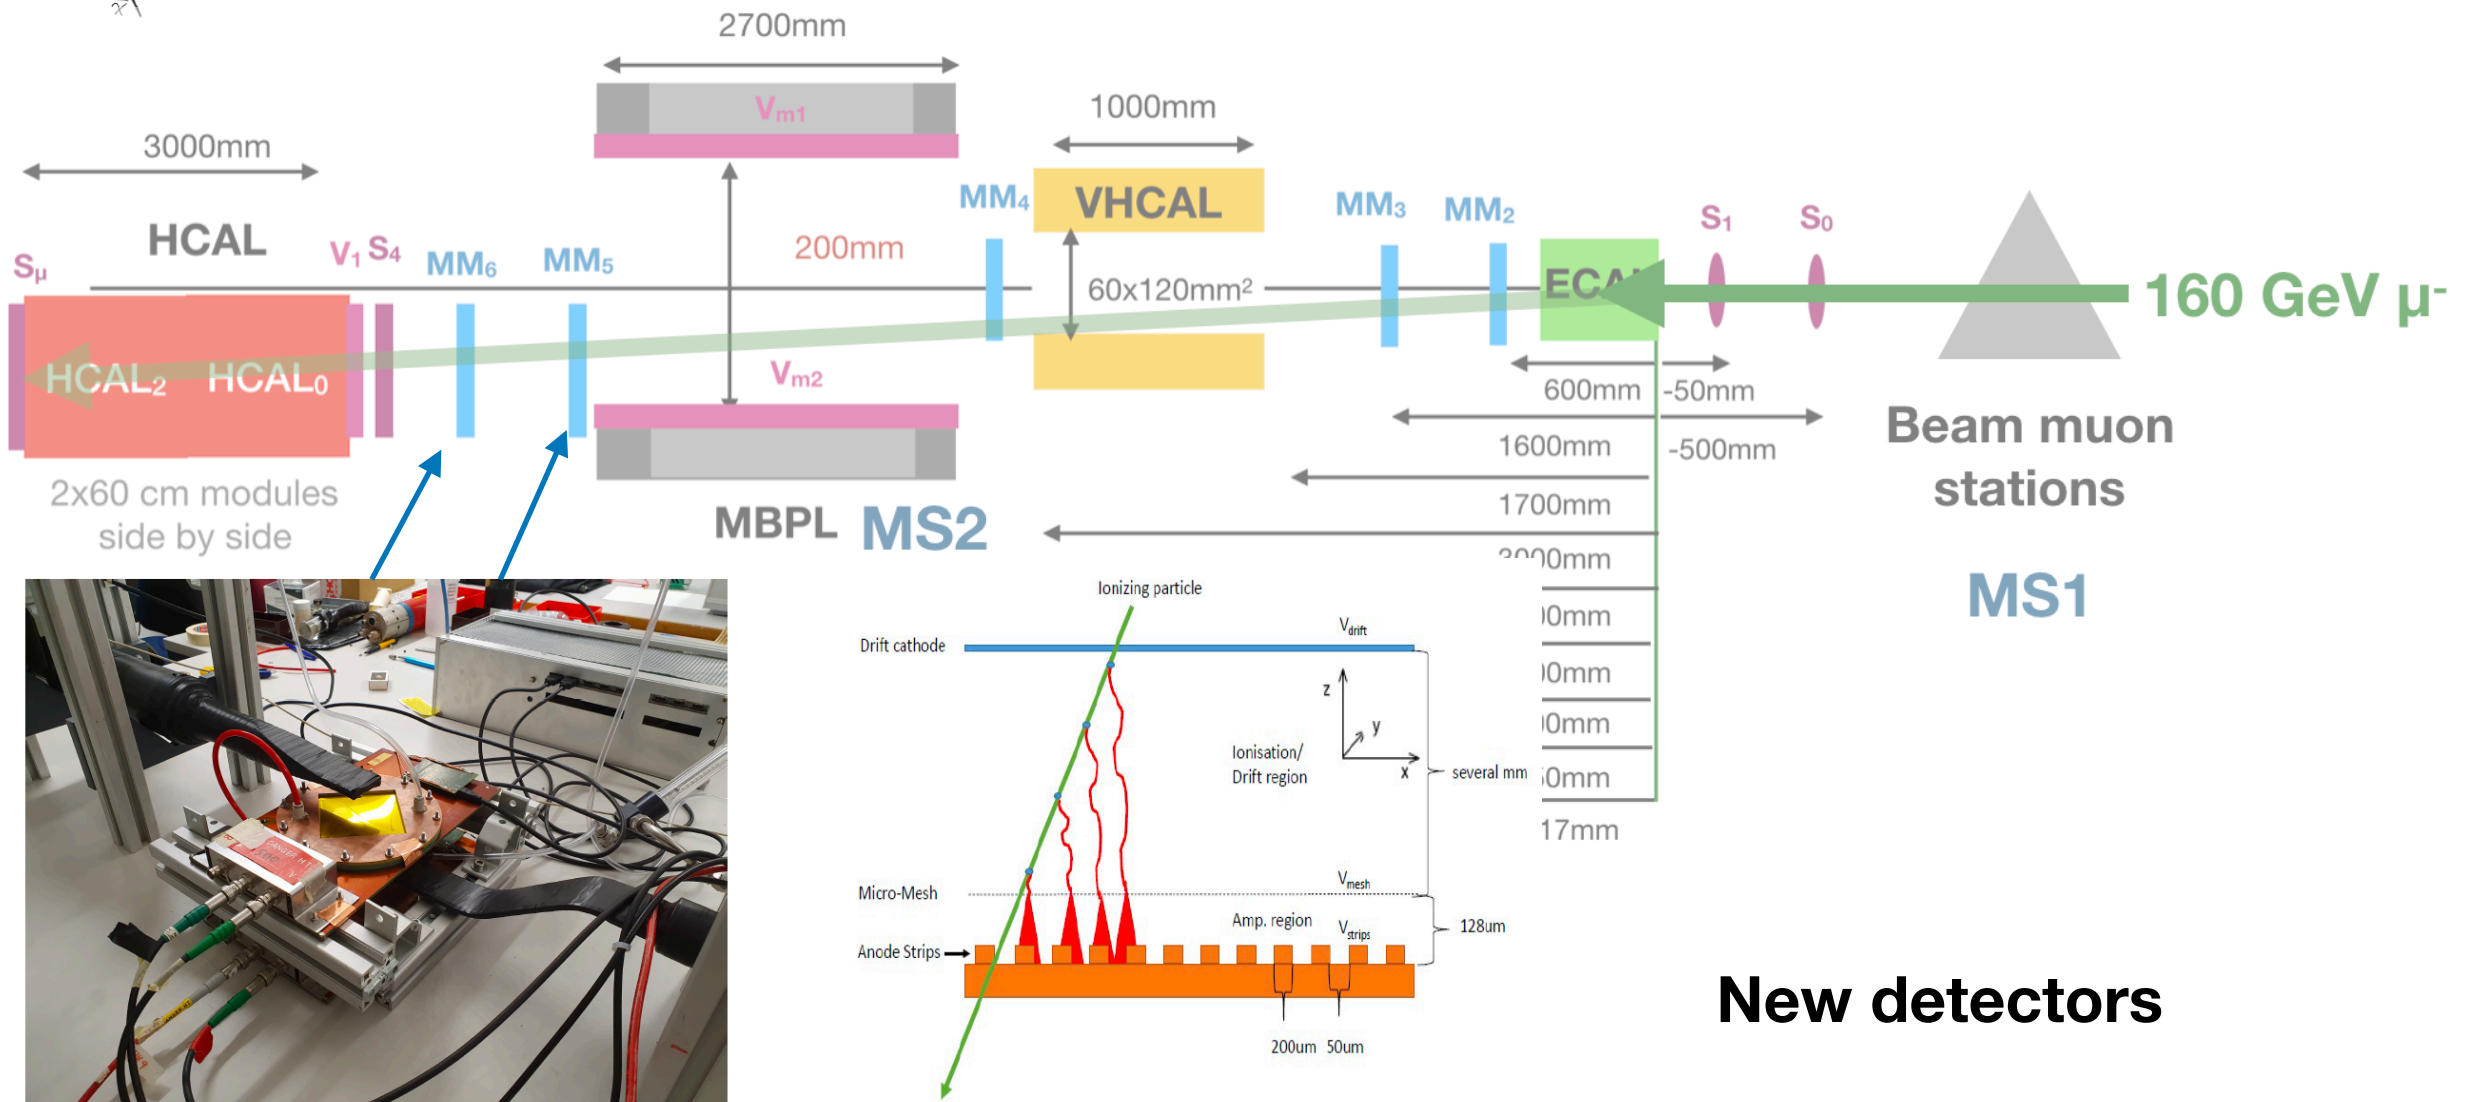 2700mm
Vm1
1000mm
3000mm
MM4
VHCAL
MM3
MM2
S1
S0
HCAL
200mm
V1 S4
MM6
MM5
Sµ
60x120mm²
160 GeV µ-
HCAL2
HCAL0
Vm2
600mm
-50mm
1600mm
-500mm
Beam muon
stations
2x60 cm modules
side by side
1700mm
MBPL
MS2
MS1
Ionizing particle
Drift cathode
Vdrift
z
y
x
Ionisation/
Drift region
several mm
17mm
Micro-Mesh
Vmesh
Amp. region
Vstrips
128um
Anode Strips
200um 50um
DANGER HT
New detectors